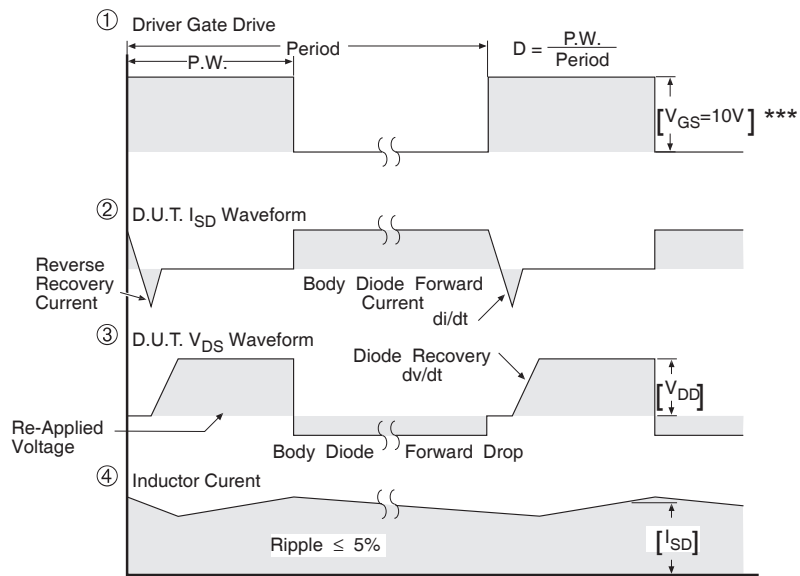 ① Driver Gate Drive
Period
P.W.
D = P.W. / Period
[VGS=10V] ***
② D.U.T. ISD Waveform
Reverse
Recovery
Current
Body Diode Forward
Current
di/dt
③ D.U.T. VDS Waveform
Diode Recovery
dv/dt
[VDD]
Re-Applied
Voltage
Body Diode Forward Drop
④ Inductor Curent
Ripple ≤ 5%
[ISD]